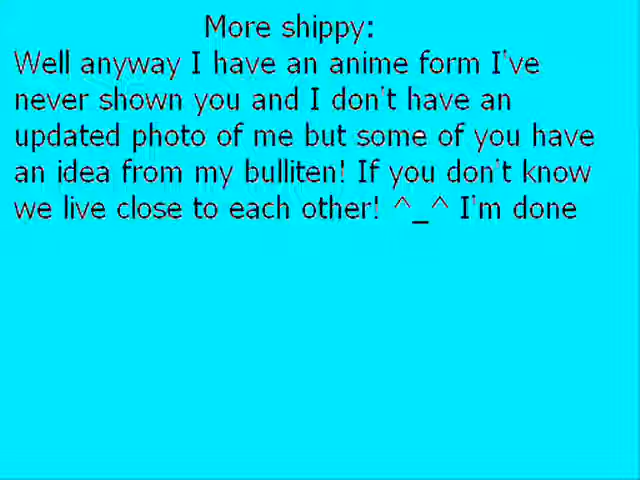 More shippy:
Well anyway I have an anime form I've
never shown you and I don't have an
updated photo of me but some of you have
an idea from my bulliten! If you don't know
we live close to each other! ^_^ I'm done